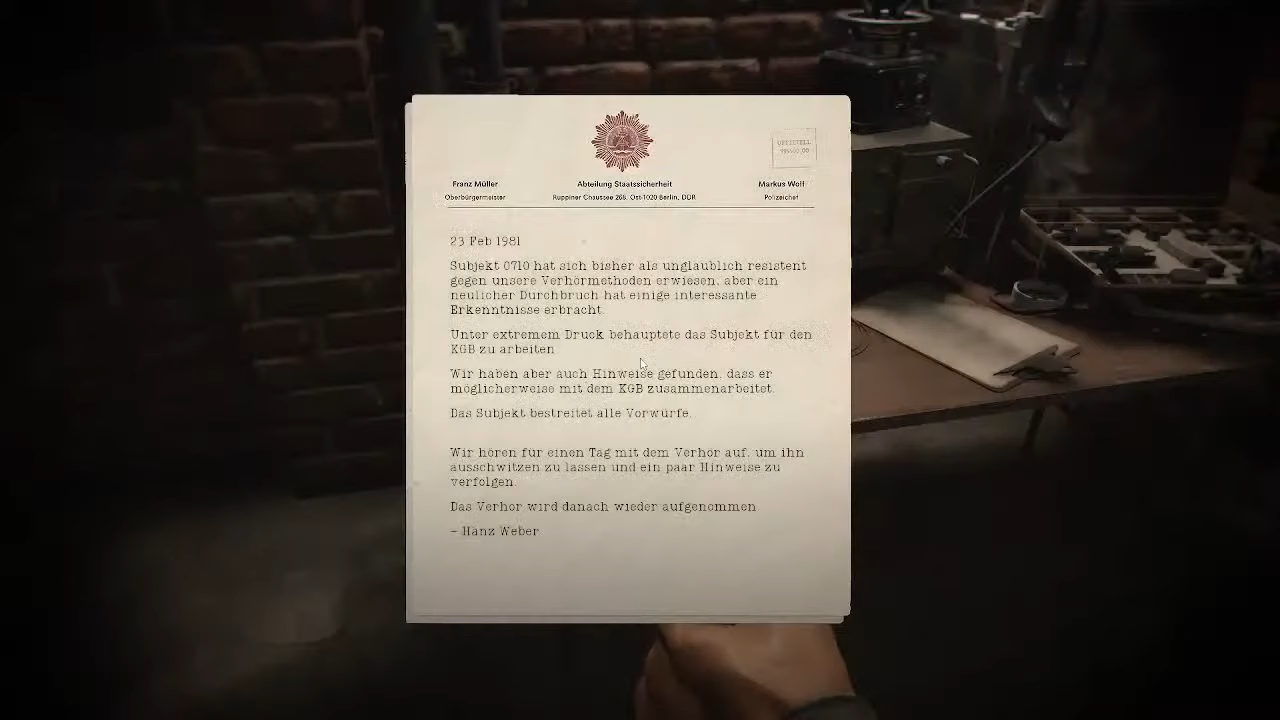 Franz Müller
Abteilung Staatssicherheit
Markus Wolf
Oberbürgermeister
Ruppiner Chaussee 268, Ost-1020 Berlin, DDR
Polizeichef
23 Feb 1981
Subjekt 0710 hat sich bisher als unglaublich resistent
gegen unsere Verhörmethoden erwiesen, aber ein
neulicher Durchbruch hat einige interessante
Erkenntnisse erbracht.
Unter extremem Druck behauptete das Subjekt für den
KGB zu arbeiten
Wir haben aber auch Hinweise gefunden, dass er
möglicherweise mit dem KGB zusammenarbeitet.
Das Subjekt bestreitet alle Vorwürfe.
Wir hören für einen Tag mit dem Verhör auf, um ihn
ausschwitzen zu lassen und ein paar Hinweise zu
verfolgen.
Das Verhör wird danach wieder aufgenommen
– Hanz Weber